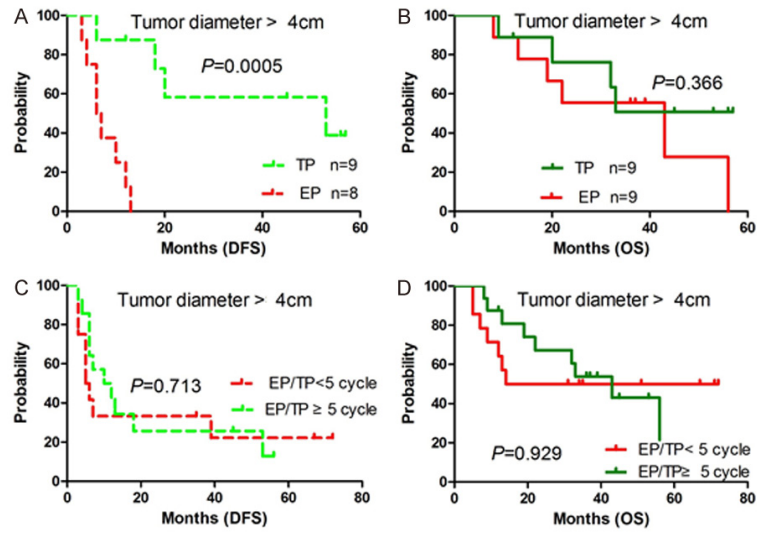 A
Tumor diameter > 4cm
100
80
60
40
20
0
Probability
P=0.0005
TP n=9
EP n=8
0 20 40 60
Months (DFS)
B
Tumor diameter > 4cm
100
80
60
40
20
0
Probability
P=0.366
TP n=9
EP n=9
0 20 40 60
Months (OS)
C
Tumor diameter > 4cm
100
80
60
40
20
0
Probability
P=0.713
EP/TP<5 cycle
EP/TP ≥ 5 cycle
0 20 40 60 80
Months (DFS)
D
Tumor diameter > 4cm
100
80
60
40
20
0
Probability
P=0.929
EP/TP< 5 cycle
EP/TP≥ 5 cycle
0 20 40 60 80
Months (OS)